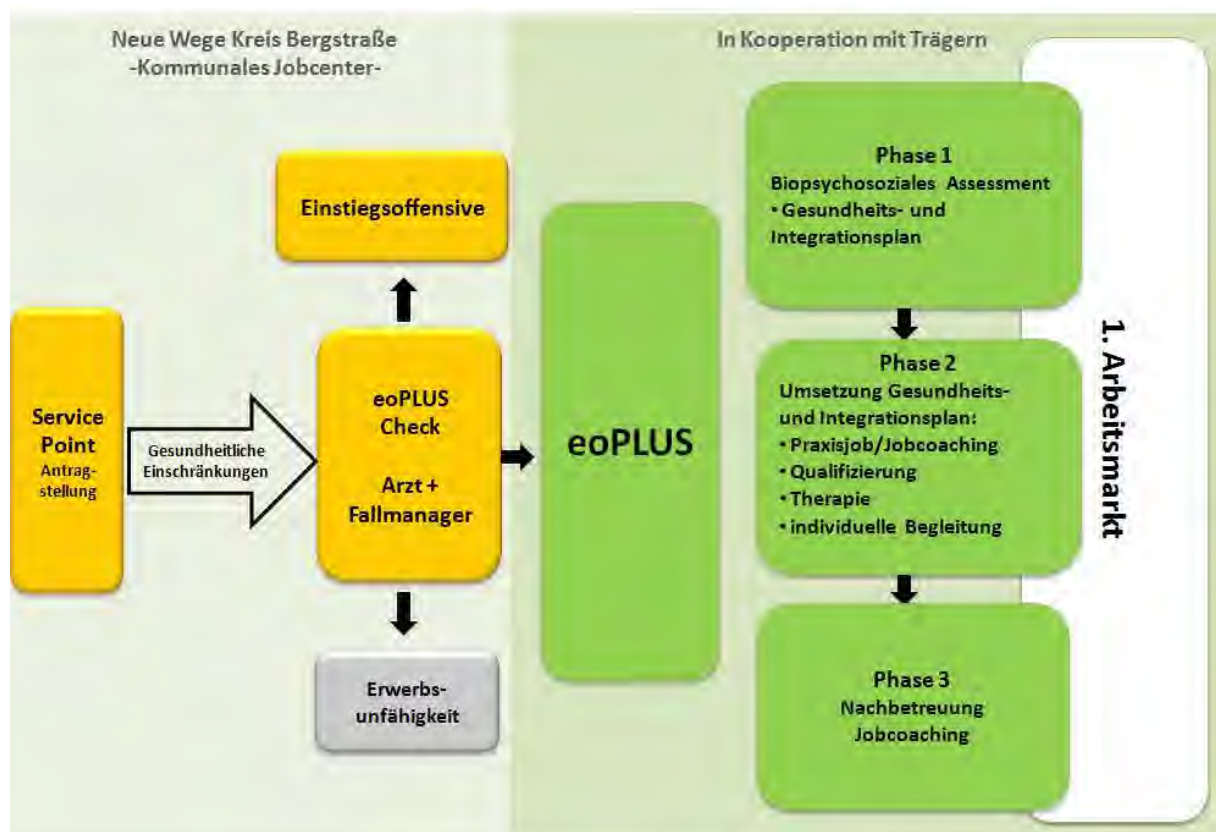 Neue Wege Kreis Bergstraße
-Kommunales Jobcenter-
In Kooperation mit Trägern
Service
Point
Antrag-
stellung
Gesundheitliche
Einschränkungen
Einstiegsoffensive
eoPLUS
Check
Arzt +
Fallmanager
Erwerbs-
unfähigkeit
eoPLUS
Phase 1
Biopsychosoziales Assessment
• Gesundheits- und
Integrationsplan
Phase 2
Umsetzung Gesundheits-
und Integrationsplan:
• Praxisjob/Jobcoaching
• Qualifizierung
• Therapie
• individuelle Begleitung
Phase 3
Nachbetreuung
Jobcoaching
1. Arbeitsmarkt